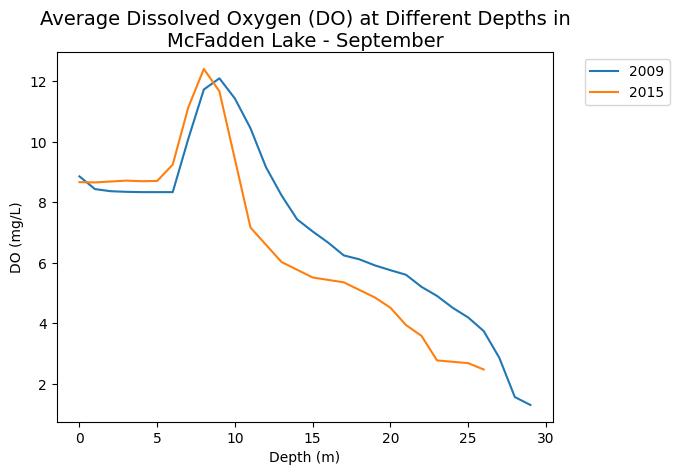 Average Dissolved Oxygen (DO) at Different Depths in
McFadden Lake - September
2009
2015
12
10
8
6
4
2
DO (mg/L)
0 5 10 15 20 25 30
Depth (m)